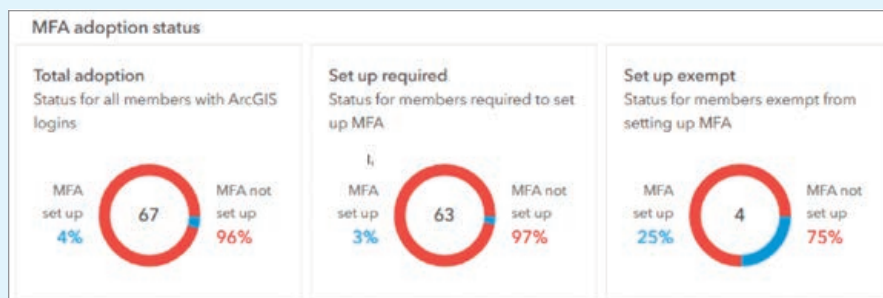 MFA adoption status
Total adoption
Status for all members with ArcGIS
logins
MFA
set up
4%
67
MFA not
set up
96%
Set up required
Status for members required to set
up MFA
I,
MFA
set up
3%
63
MFA not
set up
97%
Set up exempt
Status for members exempt from
setting up MFA
MFA
set up
25%
4
MFA not
set up
75%